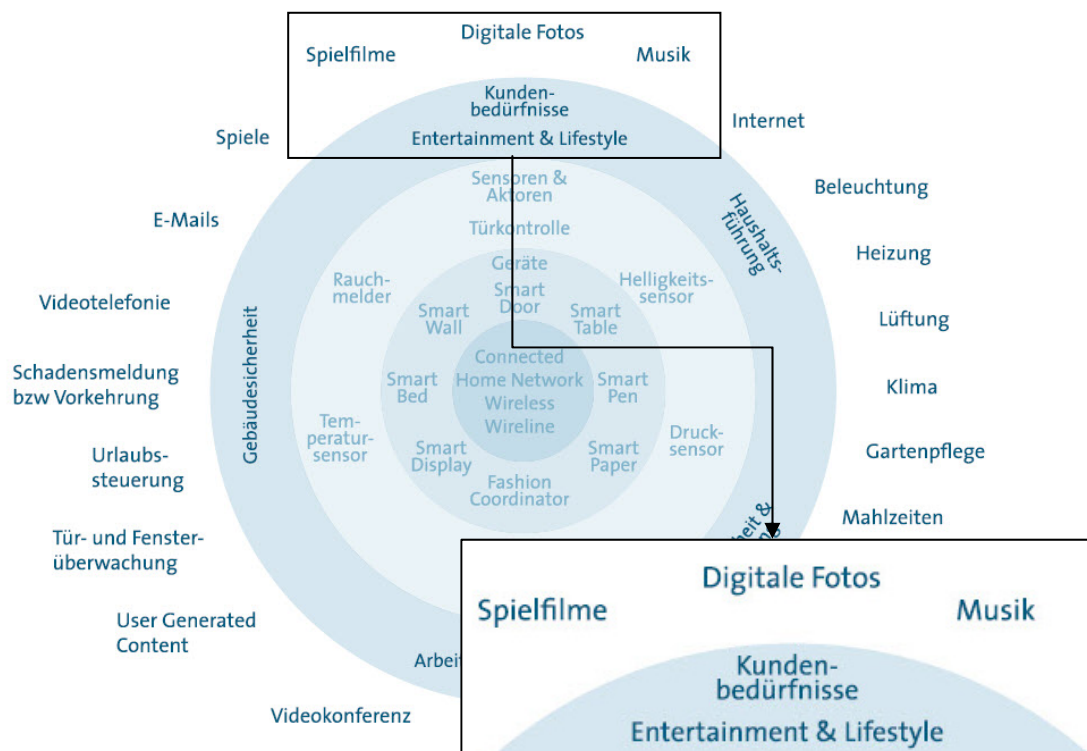 Digitale Fotos
Spielfilme
Musik
Kunden-
bedürfnisse
Entertainment & Lifestyle
Internet
Spiele
Beleuchtung
Sensoren &
Aktoren
Haushalts-
führung
E-Mails
Türkontrolle
Heizung
Geräte
Rauch-
melder
Helligkeits-
sensor
Smart
Door
Videotelefonie
Smart
Wall
Smart
Table
Lüftung
Gebäudesicherheit
Schadensmeldung
bzw Vorkehrung
Connected
Home Network
Wireless
Wireline
Smart
Bed
Smart
Pen
Klima
Tem-
peratur-
sensor
Druck-
sensor
Urlaubs-
steuerung
Smart
Display
Smart
Paper
Gartenpflege
Fashion
Coordinator
Mahlzeiten
Tür- und Fenster-
überwachung
User Generated
Content
Videokonferenz
Digitale Fotos
Spielfilme
Musik
Kunden-
bedürfnisse
Entertainment & Lifestyle